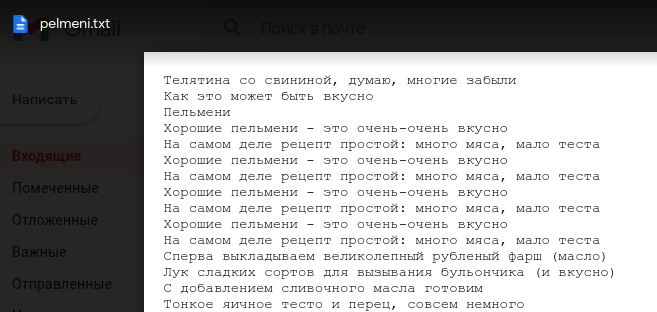 pelmeni.txt
Gmail
Поиск в почте
Написать
Входящие
Помеченные
Отложенные
Важные
Отправленные
Телятина со свининой, думаю, многие забыли
Как это может быть вкусно
Пельмени
Хорошие пельмени - это очень-очень вкусно
На самом деле рецепт простой: много мяса, мало теста
Хорошие пельмени - это очень-очень вкусно
На самом деле рецепт простой: много мяса, мало теста
Хорошие пельмени - это очень-очень вкусно
На самом деле рецепт простой: много мяса, мало теста
Хорошие пельмени - это очень-очень вкусно
На самом деле рецепт простой: много мяса, мало теста
Сперва выкладываем великолепный рубленый фарш (масло)
Лук сладких сортов для вызывания бульончика (и вкусно)
С добавлением сливочного масла готовим
Тонкое яичное тесто и перец, совсем немного